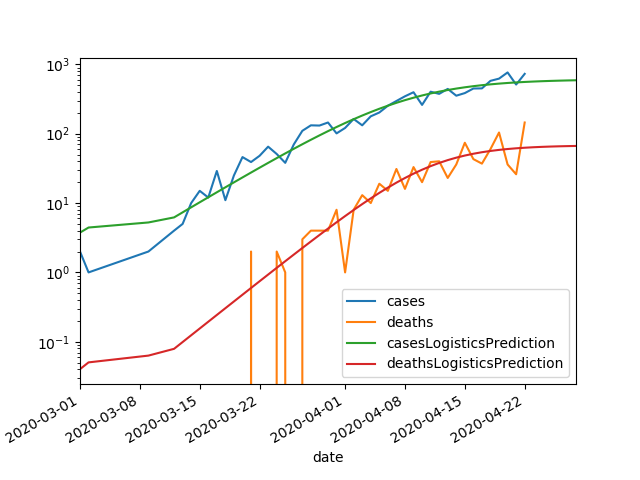 10³
10²
10¹
10⁰
10⁻¹
cases
deaths
casesLogisticsPrediction
deathsLogisticsPrediction
2020-03-01
2020-03-08
2020-03-15
2020-03-22
2020-04-01
2020-04-08
2020-04-15
2020-04-22
date